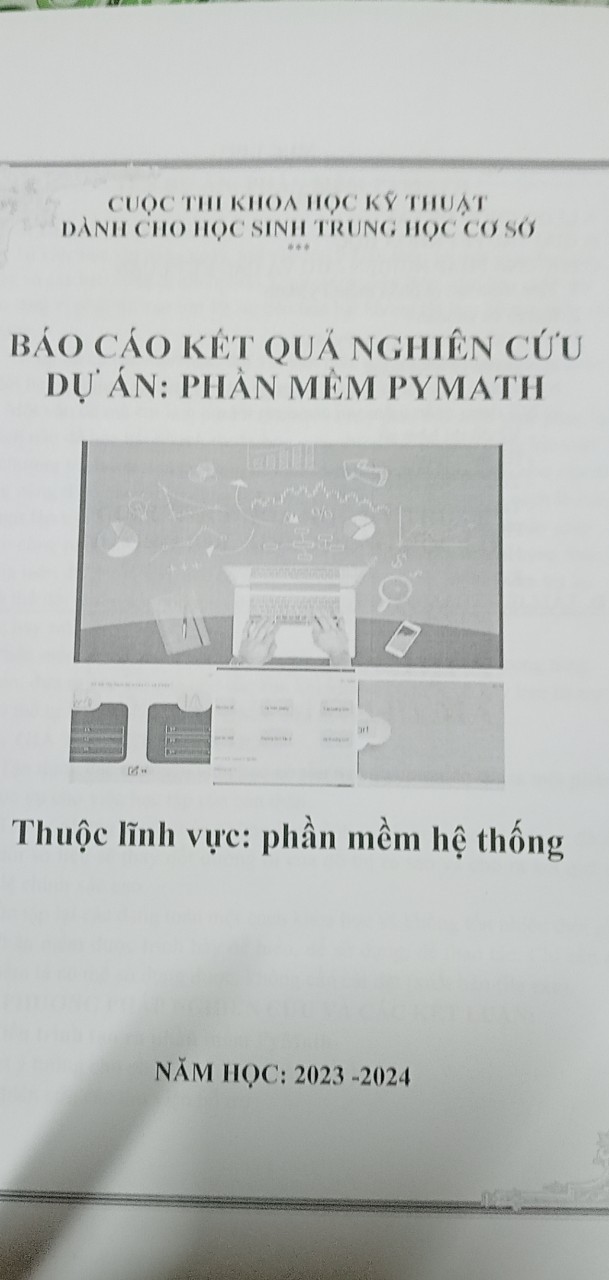 CUỘC THI KHOA HỌC KỸ THUẬT
DÀNH CHO HỌC SINH TRUNG HỌC CƠ SỞ
***
BÁO CÁO KẾT QUẢ NGHIÊN CỨU
DỰ ÁN: PHẦN MỀM PYMATH
Thuộc lĩnh vực: phần mềm hệ thống
NĂM HỌC: 2023 -2024